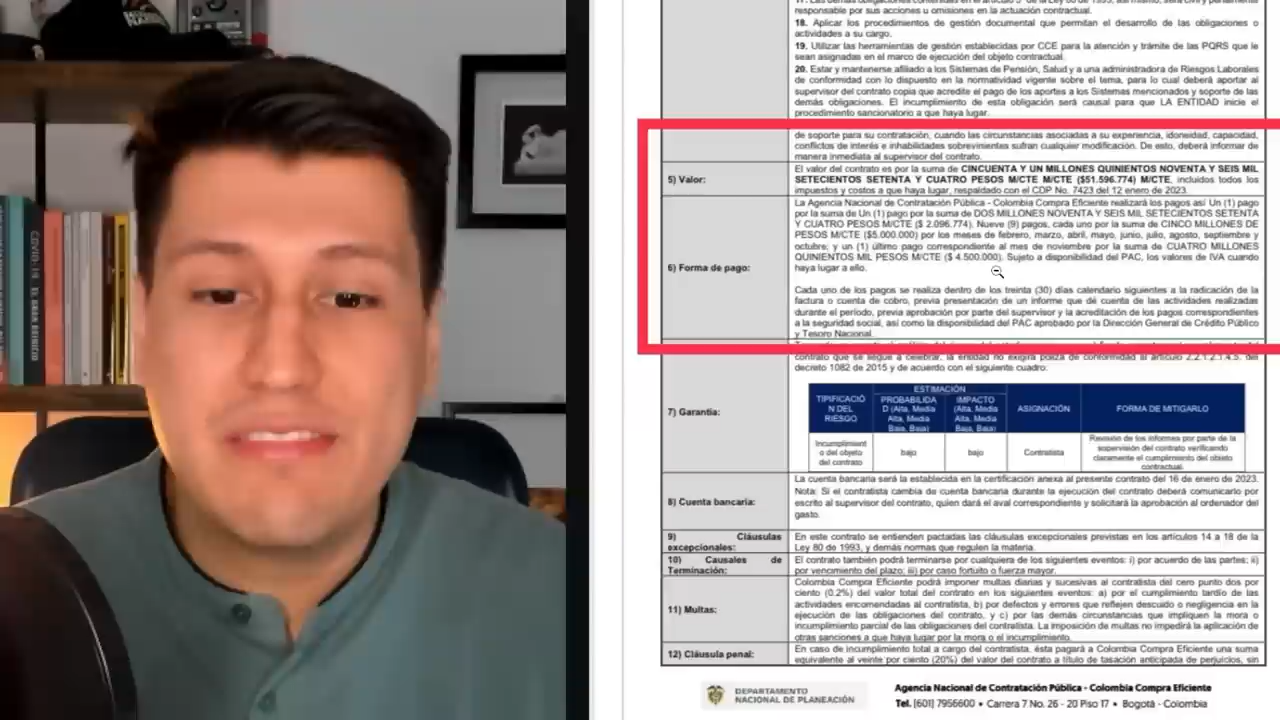 COVID-19. EL GRAN REINICIO
responsable por sus acciones u omisiones en la actuación contractual.
18. Aplicar los procedimientos de gestión documental que permitan el desarrollo de las obligaciones o
actividades a su cargo.
19. Utilizar las herramientas de gestión establecidas por CCE para la atención y trámite de las PQRS que le
sean asignadas en el marco de ejecución del objeto contractual.
20. Estar y mantenerse afiliado a los Sistemas de Pensión, Salud y a una administradora de Riesgos Laborales
de conformidad con lo dispuesto en la normatividad vigente sobre el tema, para lo cual deberá aportar al
supervisor del contrato copia que acredite el pago de los aportes a los Sistemas mencionados y soporte de las
demás obligaciones. El incumplimiento de esta obligación será causal para que LA ENTIDAD inicie el
procedimiento sancionatorio a que haya lugar.
de soporte para su contratación, cuando las circunstancias asociadas a su experiencia, idoneidad, capacidad,
conflictos de interés e inhabilidades sobrevinientes sufran cualquier modificación. De esto, deberá informar de
manera inmediata al supervisor del contrato.
5) Valor:
El valor del contrato es por la suma de CINCUENTA Y UN MILLONES QUINIENTOS NOVENTA Y SEIS MIL
SETECIENTOS SETENTA Y CUATRO PESOS M/CTE M/CTE ($51.596.774) M/CTE, incluidos todos los
impuestos y costos a que haya lugar, respaldado con el CDP No. 7423 del 12 enero de 2023.
6) Forma de pago:
La Agencia Nacional de Contratación Pública - Colombia Compra Eficiente realizará los pagos así Un (1) pago
por la suma de Un (1) pago por la suma de DOS MILLONES NOVENTA Y SEIS MIL SETECIENTOS SETENTA
Y CUATRO PESOS M/CTE ($ 2.096.774). Nueve (9) pagos, cada uno por la suma de CINCO MILLONES DE
PESOS M/CTE ($5.000.000) por los meses de febrero, marzo, abril, mayo, junio, julio, agosto, septiembre y
octubre; y un (1) último pago correspondiente al mes de noviembre por la suma de CUATRO MILLONES
QUINIENTOS MIL PESOS M/CTE ($ 4.500.000). Sujeto a disponibilidad del PAC, los valores de IVA cuando
haya lugar a ello.
Cada uno de los pagos se realiza dentro de los treinta (30) días calendario siguientes a la radicación de la
factura o cuenta de cobro, previa presentación de un informe que dé cuenta de las actividades realizadas
durante el período, previa aprobación por parte del supervisor y la acreditación de los pagos correspondientes
a la seguridad social, así como la disponibilidad del PAC aprobado por la Dirección General de Crédito Público
y Tesoro Nacional.
7) Garantía:
contrato que se llegue a celebrar, la entidad no exigirá póliza de conformidad al artículo 2.2.1.2.1.4.5. del
decreto 1082 de 2015 y de acuerdo con el siguiente cuadro:
ESTIMACIÓN
TIPIFICACIÓ
N DEL
RIESGO
PROBABILIDA
D (Alta, Media
Alta, Media
Baja, Baja)
IMPACTO
(Alta, Media
Alta, Media
Baja, Baja)
ASIGNACIÓN
FORMA DE MITIGARLO
Incumplimient
o del objeto
del contrato
bajo
bajo
Contratista
Revisión de los informes por parte de la
supervisión del contrato verificando
claramente el cumplimiento del objeto
contractual.
8) Cuenta bancaria:
La cuenta bancaria será la establecida en la certificación anexa al presente contrato del 16 de enero de 2023.
Nota: Si el contratista cambia de cuenta bancaria durante la ejecución del contrato deberá comunicarlo por
escrito al supervisor del contrato, quien dará el aval correspondiente y solicitará la aprobación al ordenador del
gasto.
9) Cláusulas
excepcionales:
En este contrato se entienden pactadas las cláusulas excepcionales previstas en los artículos 14 a 18 de la
Ley 80 de 1993, y demás normas que regulen la materia.
10) Causales de
Terminación:
El contrato también podrá terminarse por cualquiera de los siguientes eventos: i) por acuerdo de las partes; ii)
por vencimiento del plazo; iii) por caso fortuito o fuerza mayor.
11) Multas:
Colombia Compra Eficiente podrá imponer multas diarias y sucesivas al contratista del cero punto dos por
ciento (0.2%) del valor total del contrato en los siguientes eventos: a) por el cumplimiento tardío de las
actividades encomendadas al contratista, b) por defectos y errores que reflejen descuido o negligencia en la
ejecución de las obligaciones del contrato, y c) por las demás circunstancias que impliquen la mora o
incumplimiento parcial de las obligaciones del contratista. La imposición de multas no impedirá la aplicación de
otras sanciones a que haya lugar por la mora o el incumplimiento.
12) Cláusula penal:
En caso de incumplimiento total a cargo del contratista, ésta pagará a Colombia Compra Eficiente una suma
equivalente al veinte por ciento (20%) del valor del contrato a título de tasación anticipada de perjuicios, sin
DEPARTAMENTO
NACIONAL DE PLANEACIÓN
Agencia Nacional de Contratación Pública - Colombia Compra Eficiente
Tel. [601] 7956600 • Carrera 7 No. 26 - 20 Piso 17 • Bogotá - Colombia